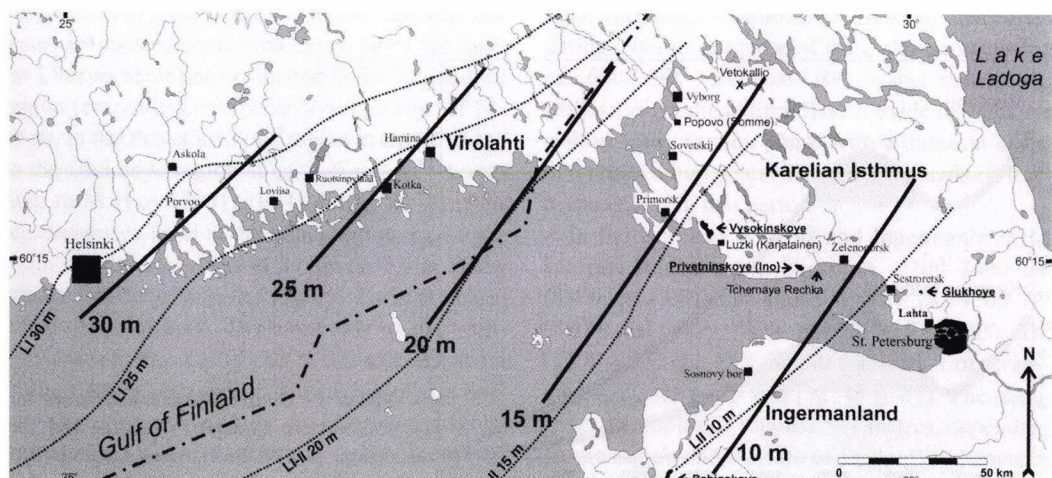 25
30
Lake
Ladoga
Vetokallio
X
Vyborg
Popovo (Somme)
Hamina
Virolahti
Sovetskij
Askola
Karelian Isthmus
Ruotsinpyhtää
Loviisa
Kotka
Porvoo
Primorsk
Vysokinskoye
Luzki (Karjalainen)
Helsinki
Zelenogorsk
60°15
60°15
Privetninskoye (Ino)
Tchernaya Rechka
Sestroretsk
Glukhoye
25 m
30 m
Lahta
20 m
St. Petersburg
LI 30 m
N
LI 25 m
Sosnovy bor
Gulf of Finland
15 m
Ingermanland
LII 10 m
LI-II 20 m
10 m
II 15 m
0
50 km